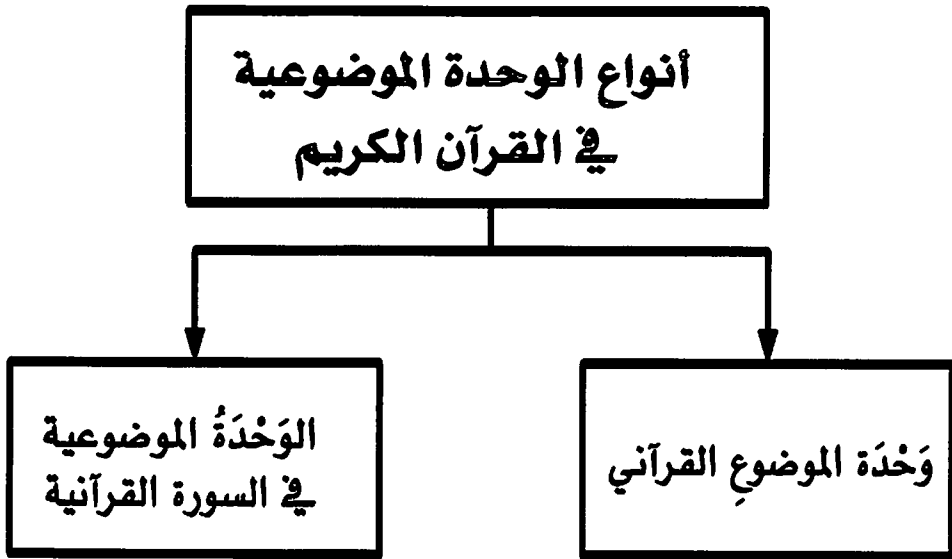 أنواع الوحدة الموضوعية
في القرآن الكريم
وَحْدَة الموضوعِ القرآني
الوَحْدَةُ الموضوعية
في السورة القرآنية